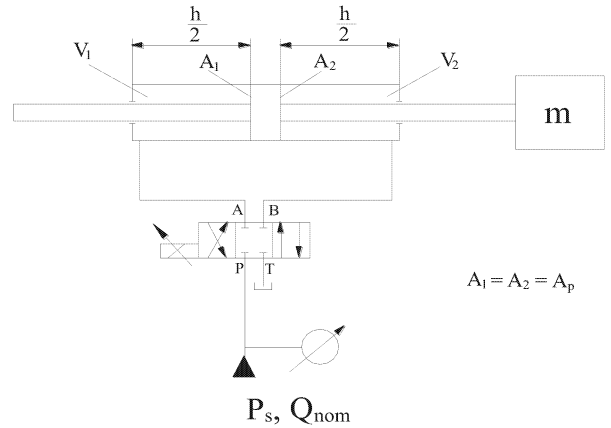 h/2 h/2
V₁ A₁ A₂ V₂
m
A B
P T
A₁ = A₂ = Aₚ
Pₛ, Qₙₒₘ